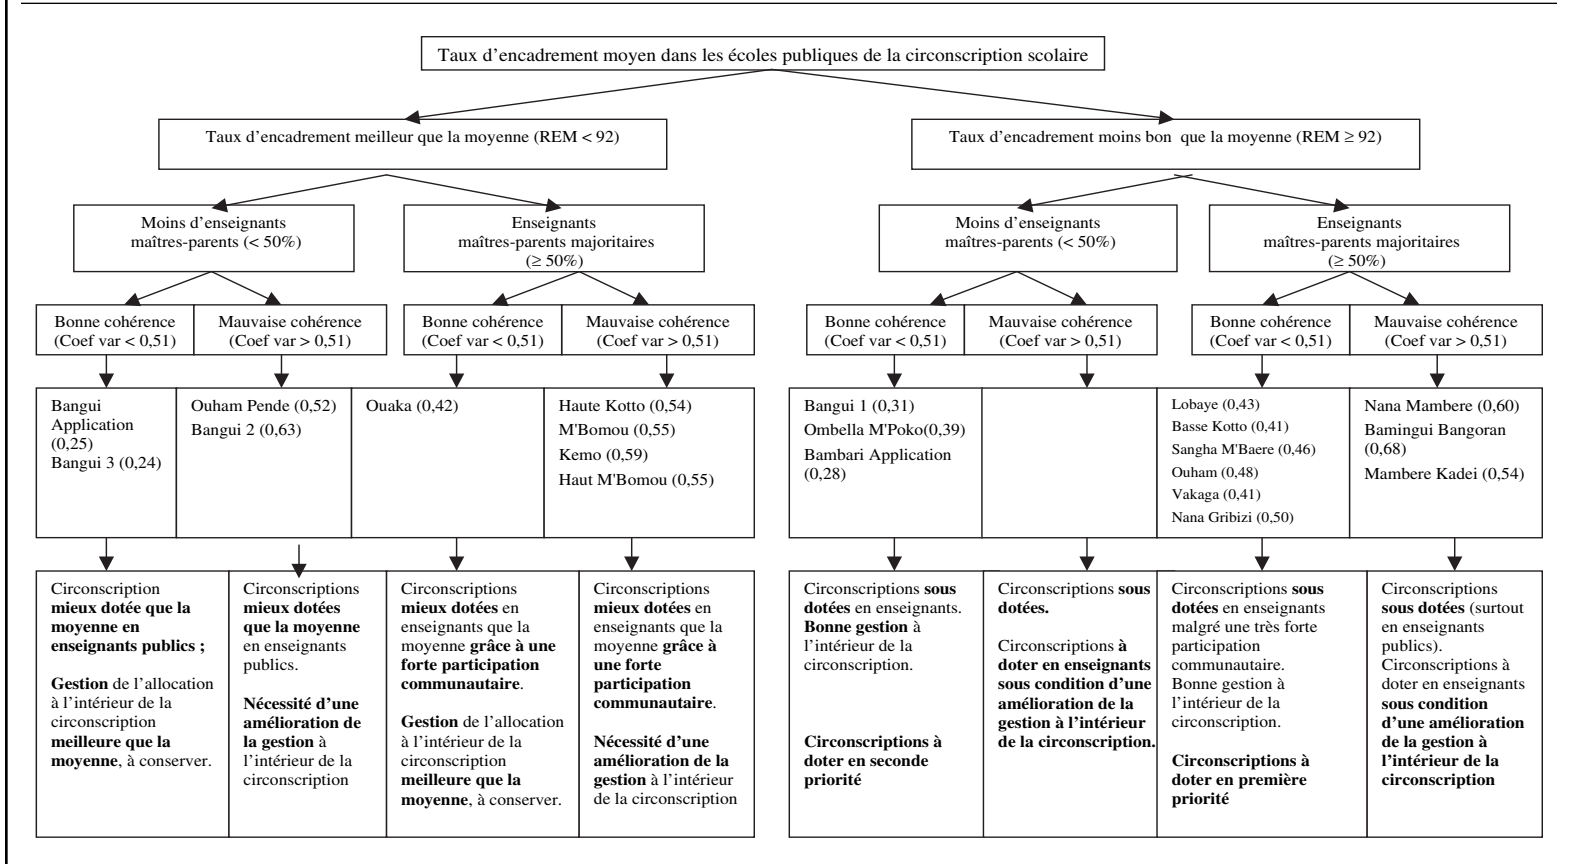 Taux d'encadrement moyen dans les écoles publiques de la circonscription scolaire
Taux d'encadrement meilleur que la moyenne (REM < 92)
Taux d'encadrement moins bon que la moyenne (REM ≥ 92)
Moins d'enseignants
maîtres-parents (< 50%)
Enseignants
maîtres-parents majoritaires
(≥ 50%)
Moins d'enseignants
maîtres-parents (< 50%)
Enseignants
maîtres-parents majoritaires
(≥ 50%)
Bonne cohérence
(Coef var < 0,51)
Mauvaise cohérence
(Coef var > 0,51)
Bonne cohérence
(Coef var < 0,51)
Mauvaise cohérence
(Coef var > 0,51)
Bonne cohérence
(Coef var < 0,51)
Mauvaise cohérence
(Coef var > 0,51)
Bonne cohérence
(Coef var < 0,51)
Mauvaise cohérence
(Coef var > 0,51)
Bangui
Application
(0,25)
Bangui 3 (0,24)
Ouham Pende (0,52)
Bangui 2 (0,63)
Ouaka (0,42)
Haute Kotto (0,54)
M'Bomou (0,55)
Kemo (0,59)
Haut M'Bomou (0,55)
Bangui 1 (0,31)
Ombella M'Poko(0,39)
Bambari Application
(0,28)
Lobaye (0,43)
Basse Kotto (0,41)
Sangha M'Baere (0,46)
Ouham (0,48)
Vakaga (0,41)
Nana Gribizi (0,50)
Nana Mambere (0,60)
Bamingui Bangoran
(0,68)
Mambere Kadei (0,54)
Circonscription
mieux dotée que la
moyenne en
enseignants publics ;
Gestion de l'allocation
à l'intérieur de la
circonscription
meilleure que la
moyenne, à conserver.
Circonscriptions
mieux dotées
que la moyenne
en enseignants
publics.
Nécessité d'une
amélioration de
la gestion à
l'intérieur de la
circonscription
Circonscriptions
mieux dotées en
enseignants que la
moyenne grâce à une
forte participation
communautaire.
Gestion de l'allocation
à l'intérieur de la
circonscription
meilleure que la
moyenne, à conserver.
Circonscriptions
mieux dotées en
enseignants que la
moyenne grâce à
une forte
participation
communautaire.
Nécessité d'une
amélioration de la
gestion à l'intérieur
de la circonscription
Circonscriptions sous
dotées en enseignants.
Bonne gestion à
l'intérieur de la
circonscription.
Circonscriptions à
doter en seconde
priorité
Circonscriptions sous
dotées.
Circonscriptions à
doter en enseignants
sous condition d'une
amélioration de la
gestion à l'intérieur
de la circonscription.
Circonscriptions sous
dotées en enseignants
malgré une très forte
participation
communautaire.
Bonne gestion à
l'intérieur de la
circonscription.
Circonscriptions à
doter en première
priorité
Circonscriptions
sous dotées (surtout
en enseignants
publics).
Circonscriptions à
doter en enseignants
sous condition
d'une amélioration
de la gestion à
l'intérieur de la
circonscription